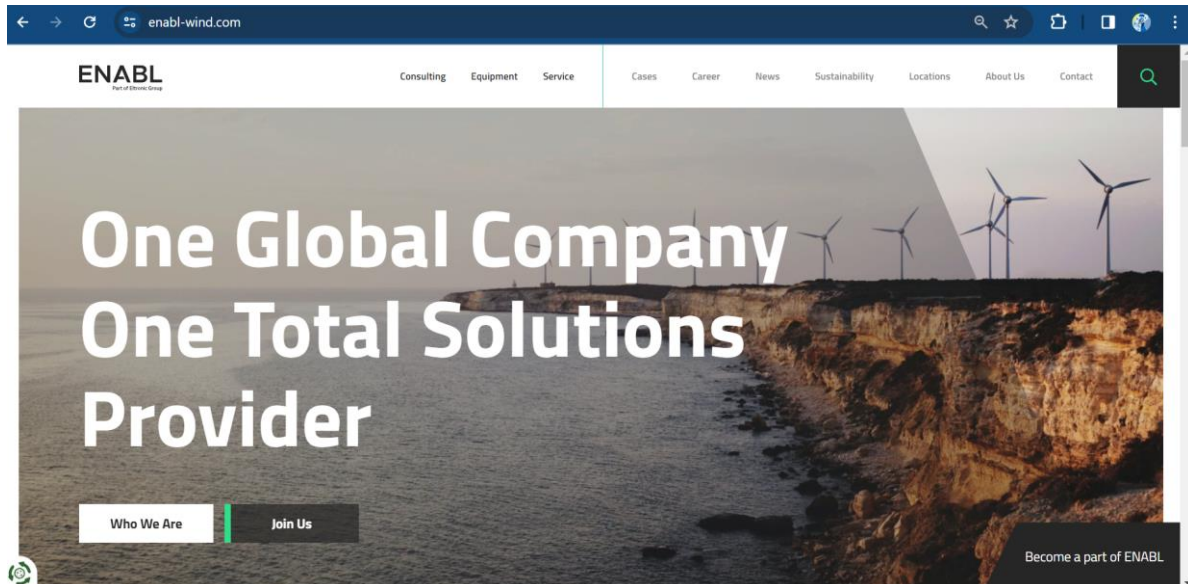 enabl-wind.com
ENABL
Part of Eltronic Group
Consulting Equipment Service Cases Career News Sustainability Locations About Us Contact
One Global Company
One Total Solutions
Provider
Who We Are Join Us
Become a part of ENABL